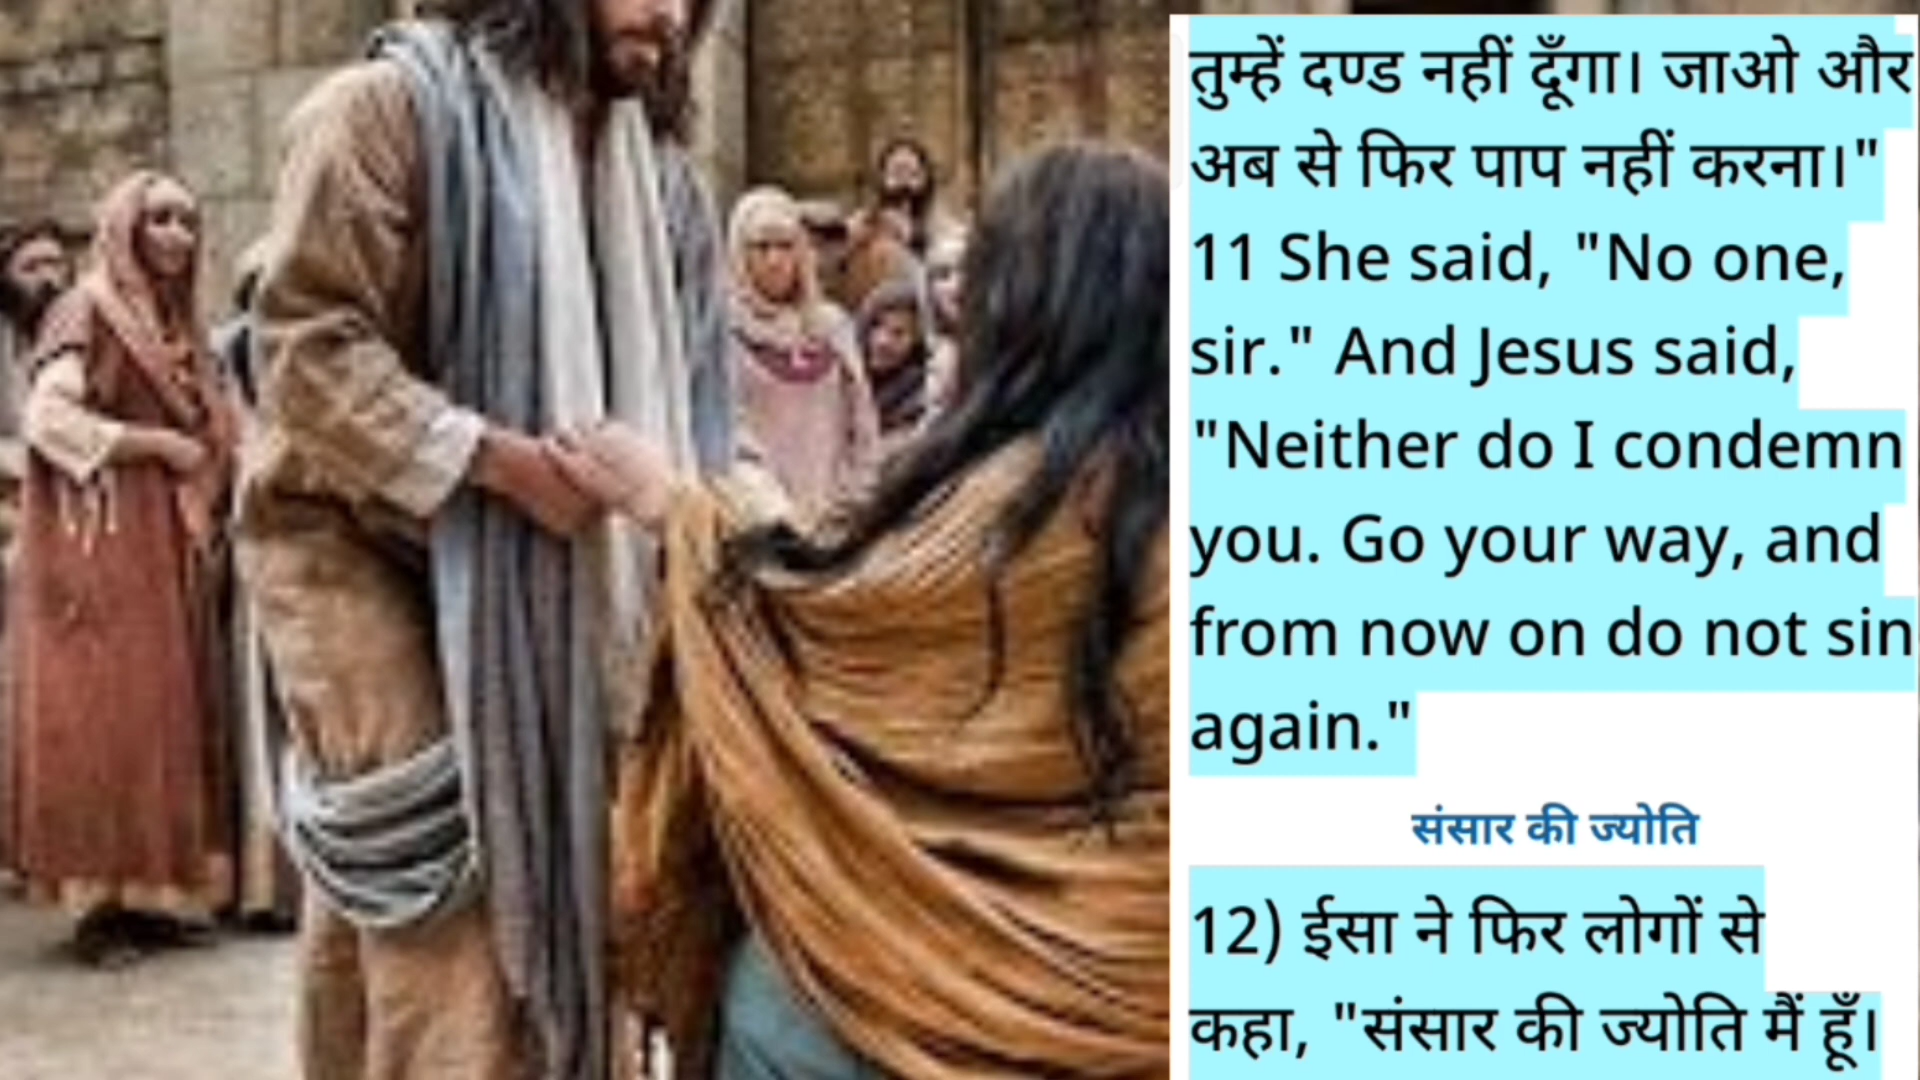 तुम्हें दण्ड नहीं दूँगा। जाओ और
अब से फिर पाप नहीं करना।"
11 She said, "No one,
sir." And Jesus said,
"Neither do I condemn
you. Go your way, and
from now on do not sin
again."
संसार की ज्योति
12) ईसा ने फिर लोगों से
कहा, "संसार की ज्योति मैं हूँ।